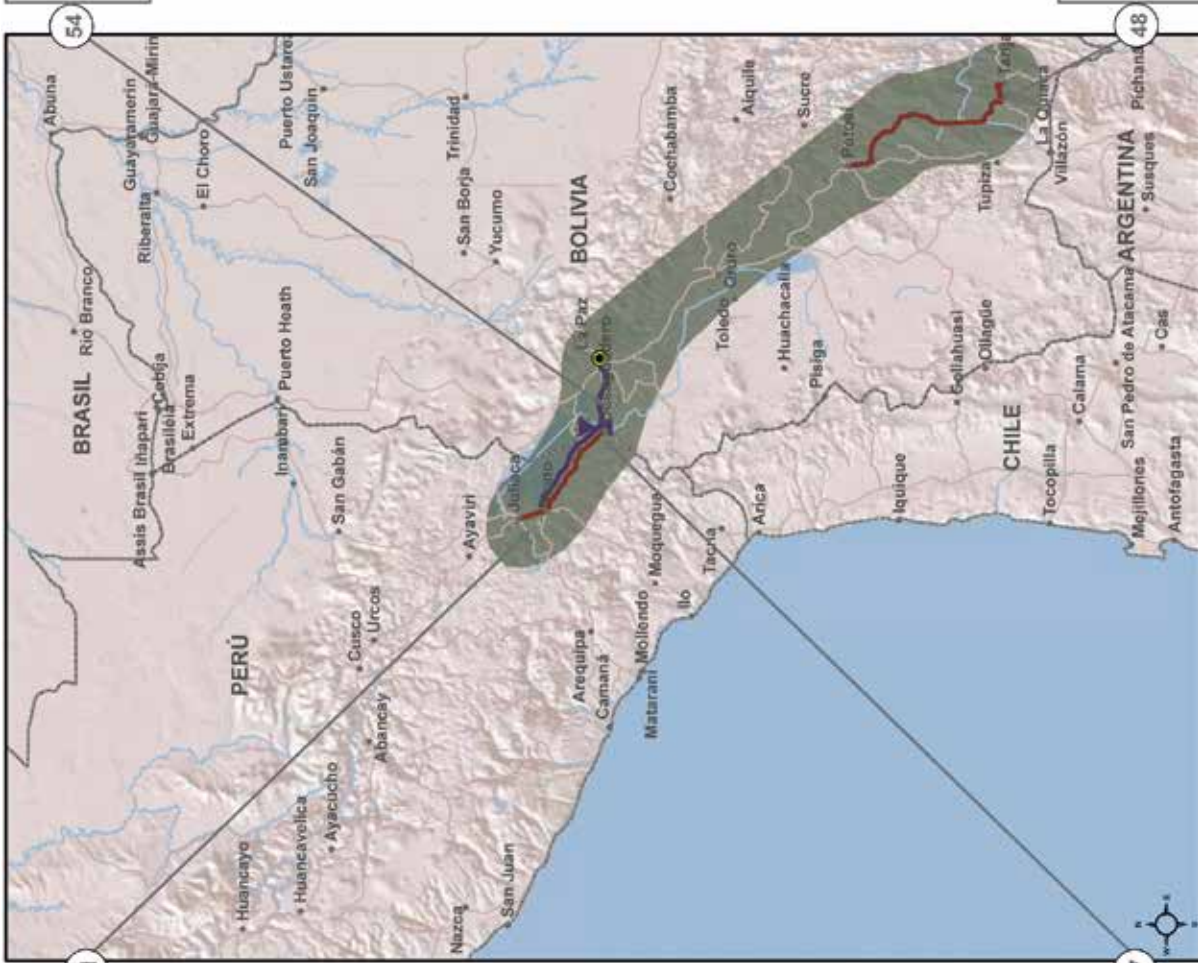 54
Abuna
Guayaramerin
Guajara-Mirin
Rio Branco
BRASIL
Riberalta
El Choro
Puerto Ustarez
San Joaquin
Assis Brasil Iñapari
Cobija
Brasiléia
Extrema
Inambari
Puerto Heath
San Gabán
Trinidad
San Borja
Yucumo
PERÚ
Huancayo
Huancavelica
Ayacucho
Cusco
Urcos
Abancay
Ayaviri
Juliaca
Nazca
San Juan
La Paz
BOLIVIA
Cochabamba
Aiquile
Sucre
Arequipa
Camaná
Mollendo
Matarani
Moquegua
Ilo
Tacna
Arica
Toledo
Oruro
Huachacalla
Pisiga
Potosí
Iquique
Collahuasi
Ollagüe
CHILE
Tocopilla
Calama
Tupiza
Tarija
La Quiaca
Villazón
San Pedro de Atacama
ARGENTINA
Mejillones
Antofagasta
Cas
Susques
Pichana
48
N
W
E